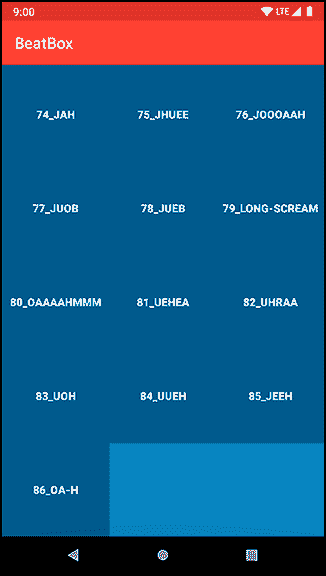 9:00 LTE
BeatBox
74_JAH 75_JHUEE 76_JOOOAAH
77_JUOB 78_JUEB 79_LONG-SCREAM
80_OAAAAHMMM 81_UEHEA 82_UHRAA
83_UOH 84_UUEH 85_JEEH
86_OA-H